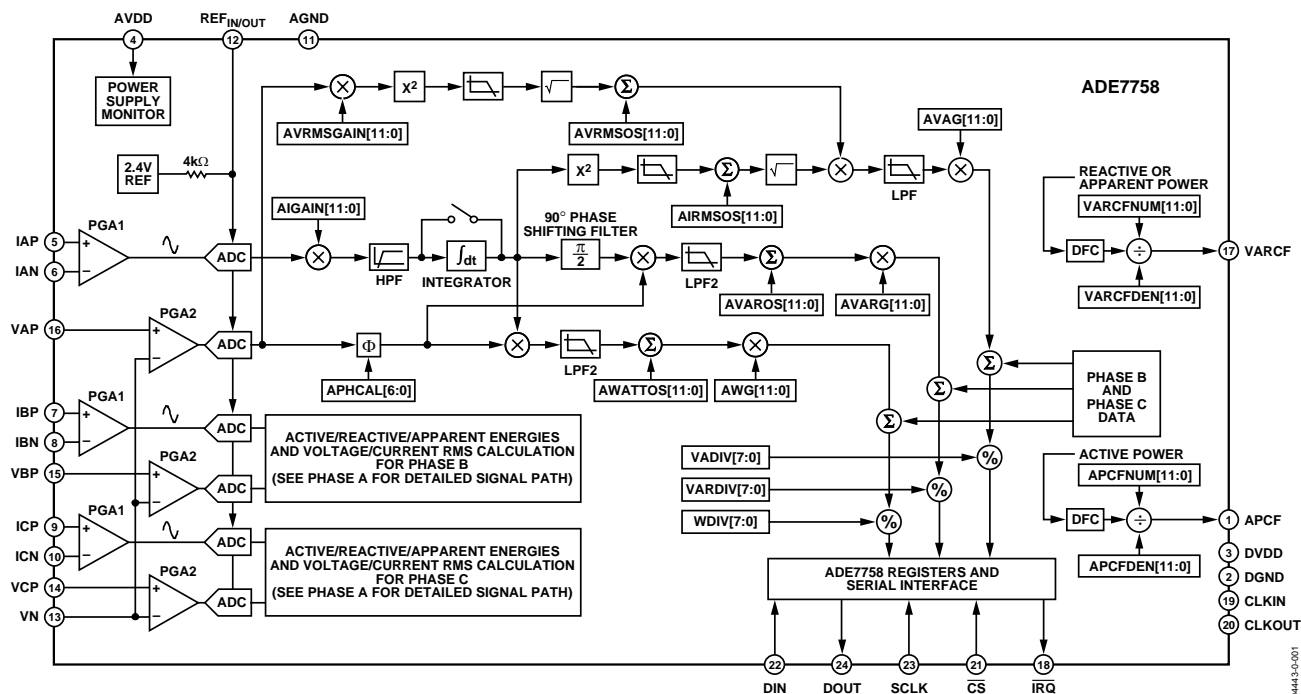 AVDD
REFIN/OUT
AGND
4
12
11
POWER
SUPPLY
MONITOR
X²
√
Σ
ADE7758
AVRMSGAIN[11:0]
AVRMSOS[11:0]
AVAG[11:0]
2.4V
REF
4kΩ
X²
Σ
√
LPF
AIRMSOS[11:0]
REACTIVE OR
APPARENT POWER
VARCFNUM[11:0]
DFC
÷
17
VARCF
VARCFDEN[11:0]
AIGAIN[11:0]
90° PHASE
SHIFTING FILTER
PGA1
IAP
5
+
IAN
6
−
ADC
HPF
∫dt
INTEGRATOR
π
2
LPF2
Σ
AVAROS[11:0]
AVARG[11:0]
PGA2
VAP
16
+
−
ADC
Φ
APHCAL[6:0]
LPF2
Σ
AWATTOS[11:0]
AWG[11:0]
Σ
Σ
Σ
PHASE B
AND
PHASE C
DATA
PGA1
IBP
7
+
IBN
8
−
ADC
PGA2
VBP
15
+
−
ADC
ACTIVE/REACTIVE/APPARENT ENERGIES
AND VOLTAGE/CURRENT RMS CALCULATION
FOR PHASE B
(SEE PHASE A FOR DETAILED SIGNAL PATH)
VADIV[7:0]
%
VARDIV[7:0]
%
WDIV[7:0]
%
ACTIVE POWER
APCFNUM[11:0]
DFC
÷
1
APCF
APCFDEN[11:0]
PGA1
ICP
9
+
ICN
10
−
ADC
PGA2
VCP
14
+
VN
13
−
ADC
ACTIVE/REACTIVE/APPARENT ENERGIES
AND VOLTAGE/CURRENT RMS CALCULATION
FOR PHASE C
(SEE PHASE A FOR DETAILED SIGNAL PATH)
ADE7758 REGISTERS AND
SERIAL INTERFACE
3
DVDD
2
DGND
19
CLKIN
20
CLKOUT
22
24
23
21
18
DIN
DOUT
SCLK
CS
IRQ
4443-0-001